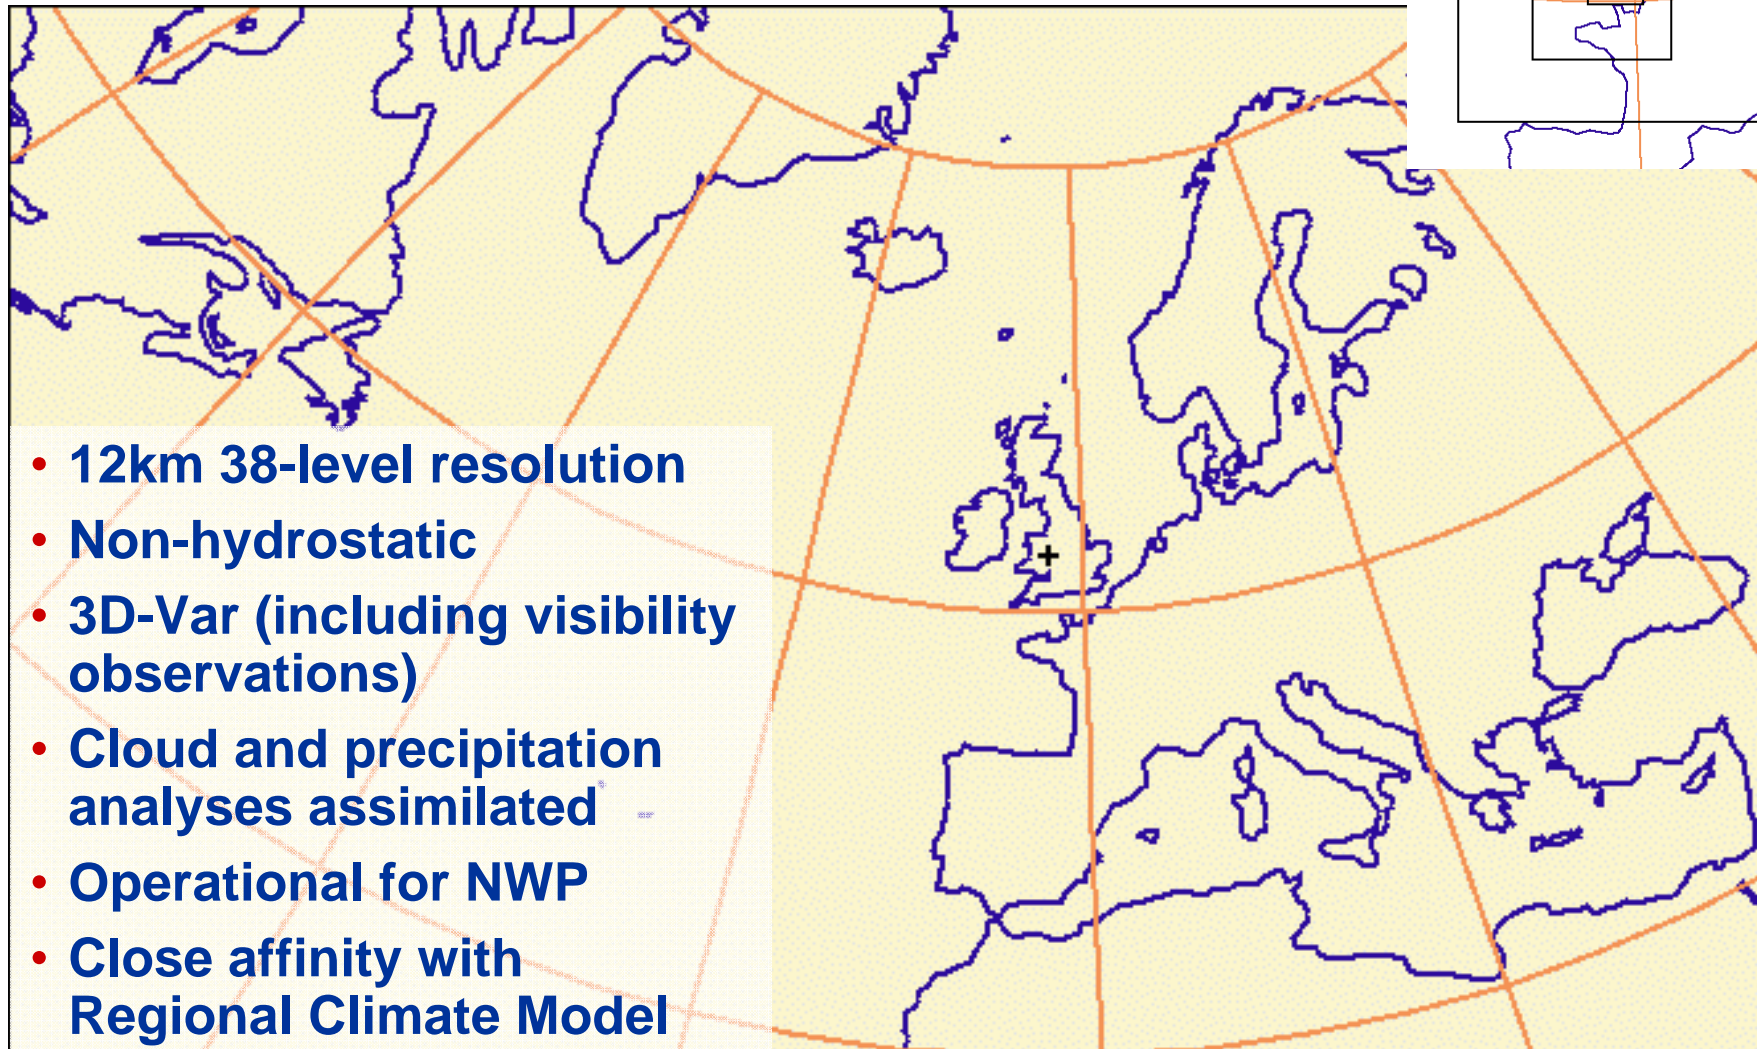 • 12km 38-level resolution
• Non-hydrostatic
• 3D-Var (including visibility
observations)
• Cloud and precipitation
analyses assimilated
• Operational for NWP
• Close affinity with
Regional Climate Model